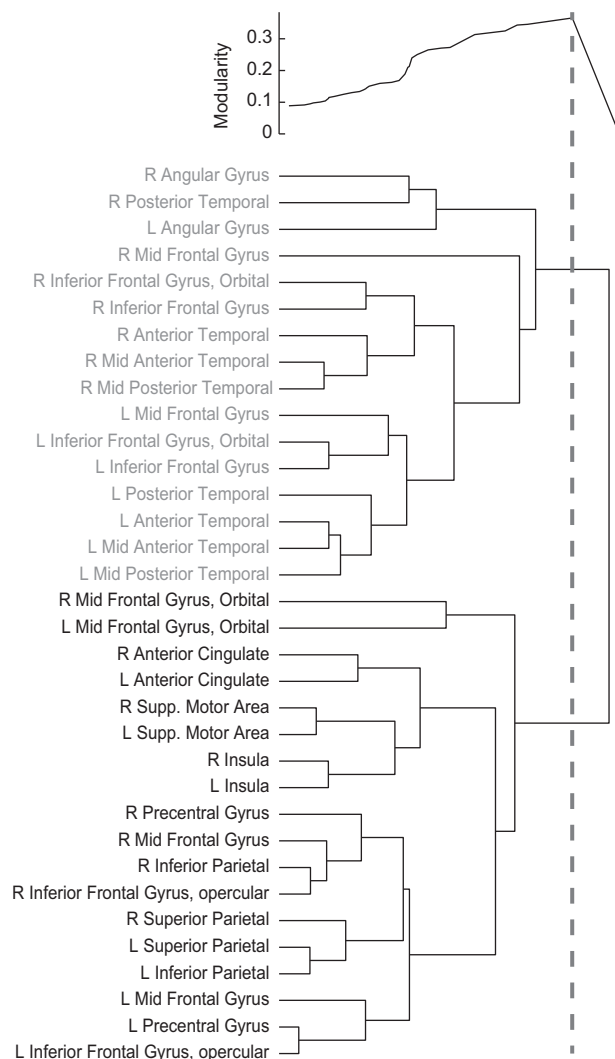 Modularity
0.3
0.2
0.1
0
R Angular Gyrus
R Posterior Temporal
L Angular Gyrus
R Mid Frontal Gyrus
R Inferior Frontal Gyrus, Orbital
R Inferior Frontal Gyrus
R Anterior Temporal
R Mid Anterior Temporal
R Mid Posterior Temporal
L Mid Frontal Gyrus
L Inferior Frontal Gyrus, Orbital
L Inferior Frontal Gyrus
L Posterior Temporal
L Anterior Temporal
L Mid Anterior Temporal
L Mid Posterior Temporal
R Mid Frontal Gyrus, Orbital
L Mid Frontal Gyrus, Orbital
R Anterior Cingulate
L Anterior Cingulate
R Supp. Motor Area
L Supp. Motor Area
R Insula
L Insula
R Precentral Gyrus
R Mid Frontal Gyrus
R Inferior Parietal
R Inferior Frontal Gyrus, opercular
R Superior Parietal
L Superior Parietal
L Inferior Parietal
L Mid Frontal Gyrus
L Precentral Gyrus
L Inferior Frontal Gyrus, opercular